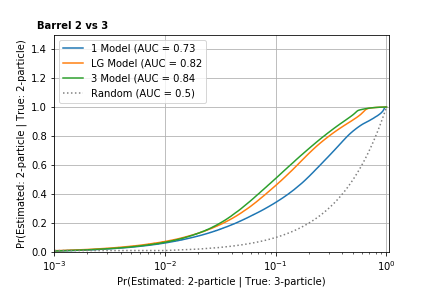 Barrel 2 vs 3
1 Model (AUC = 0.73
LG Model (AUC = 0.82
3 Model (AUC = 0.84
Random (AUC = 0.5)
Pr(Estimated: 2-particle | True: 2-particle)
1.4
1.2
1.0
0.8
0.6
0.4
0.2
0.0
10⁻³ 10⁻² 10⁻¹ 10⁰
Pr(Estimated: 2-particle | True: 3-particle)